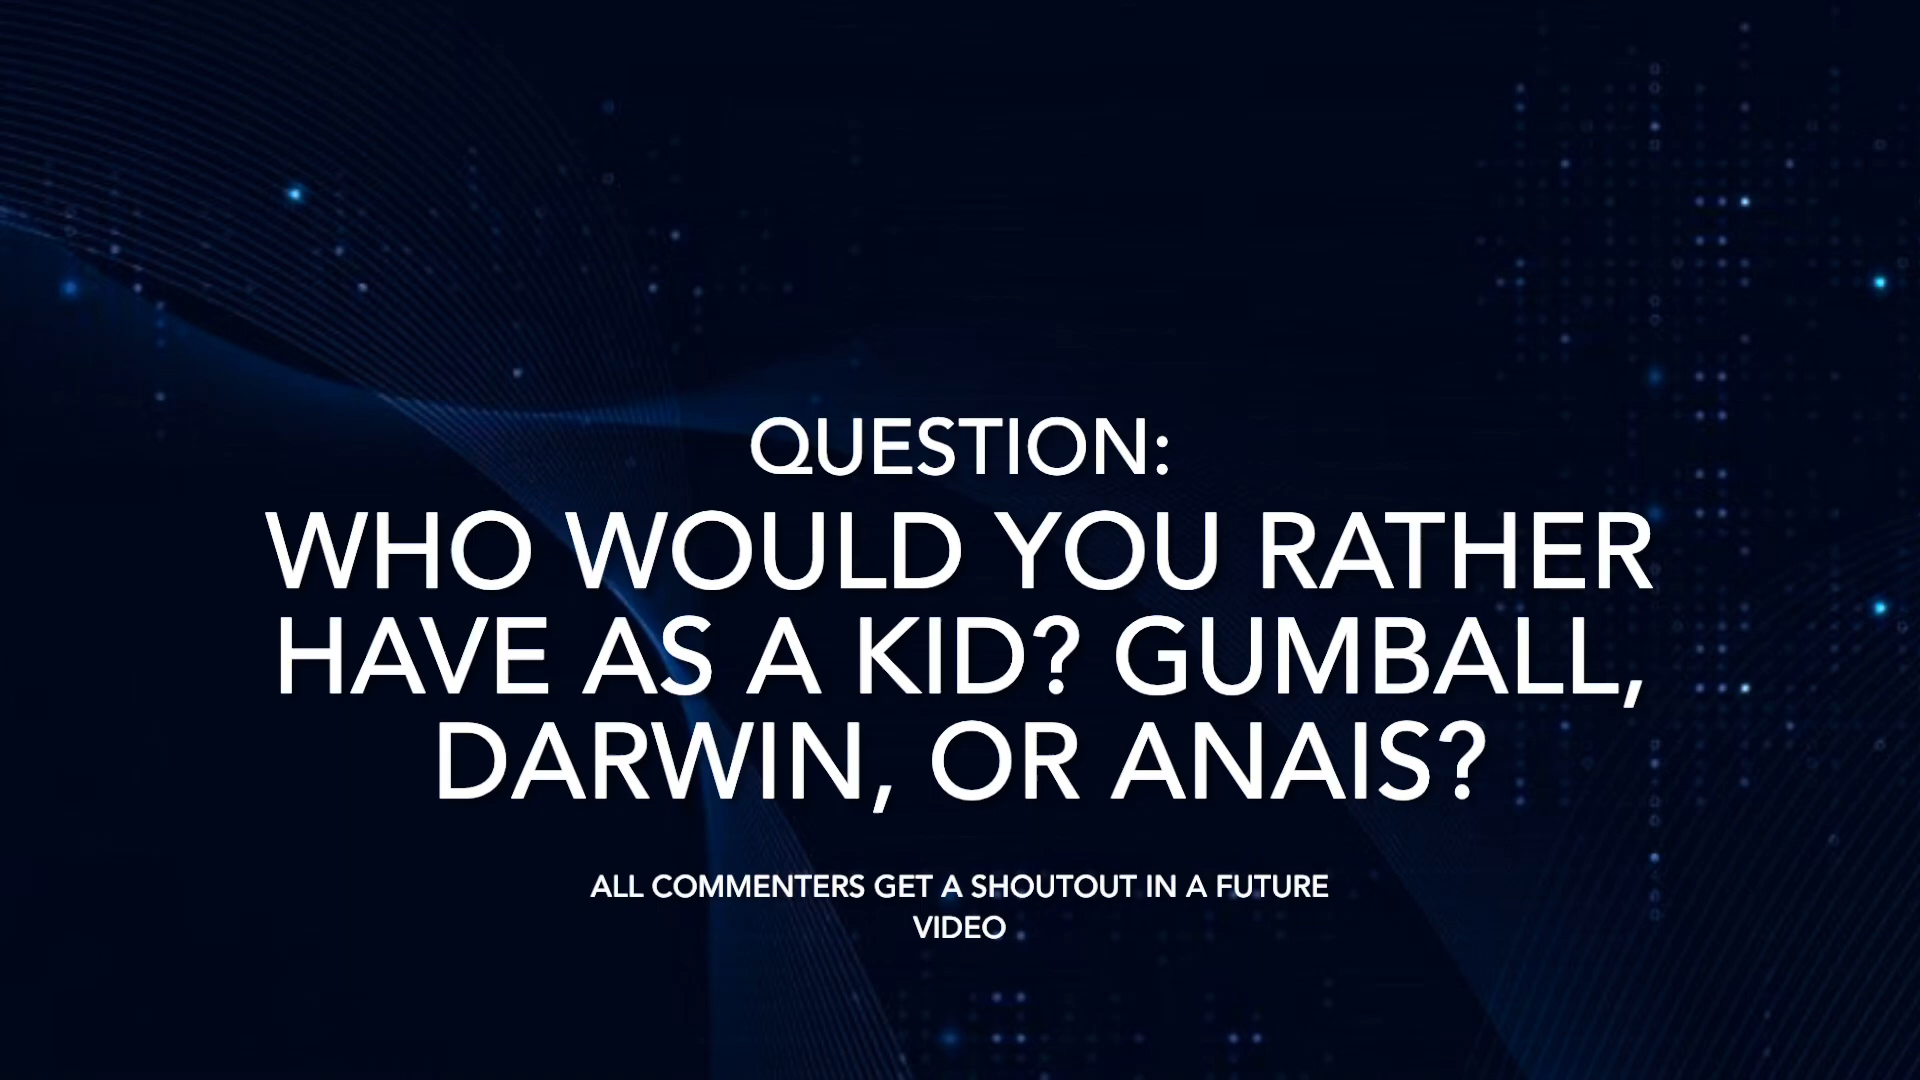 QUESTION:
WHO WOULD YOU RATHER
HAVE AS A KID? GUMBALL,
DARWIN, OR ANAIS?
ALL COMMENTERS GET A SHOUTOUT IN A FUTURE
VIDEO